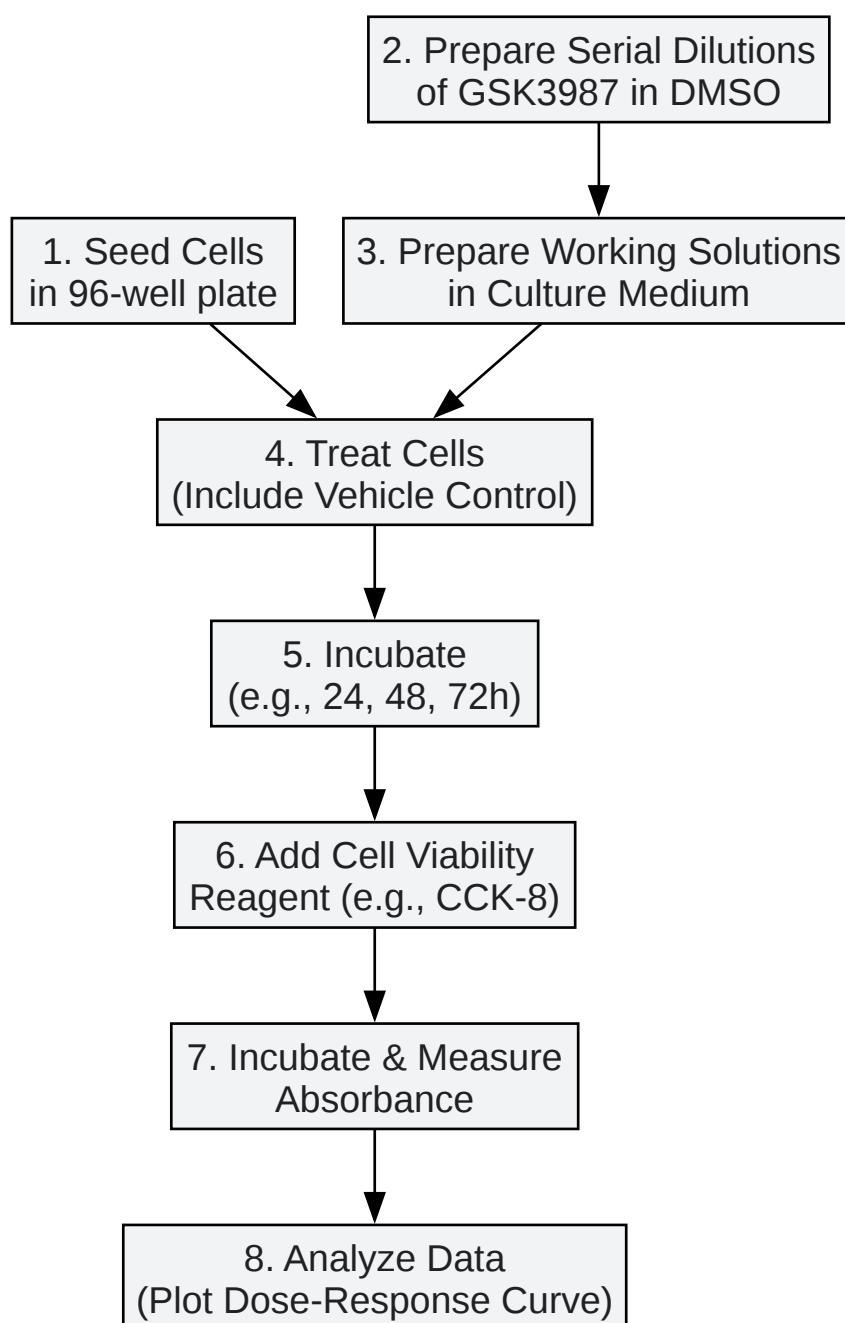 2. Prepare Serial Dilutions
of GSK3987 in DMSO
1. Seed Cells
in 96-well plate
3. Prepare Working Solutions
in Culture Medium
4. Treat Cells
(Include Vehicle Control)
5. Incubate
(e.g., 24, 48, 72h)
6. Add Cell Viability
Reagent (e.g., CCK-8)
7. Incubate & Measure
Absorbance
8. Analyze Data
(Plot Dose-Response Curve)